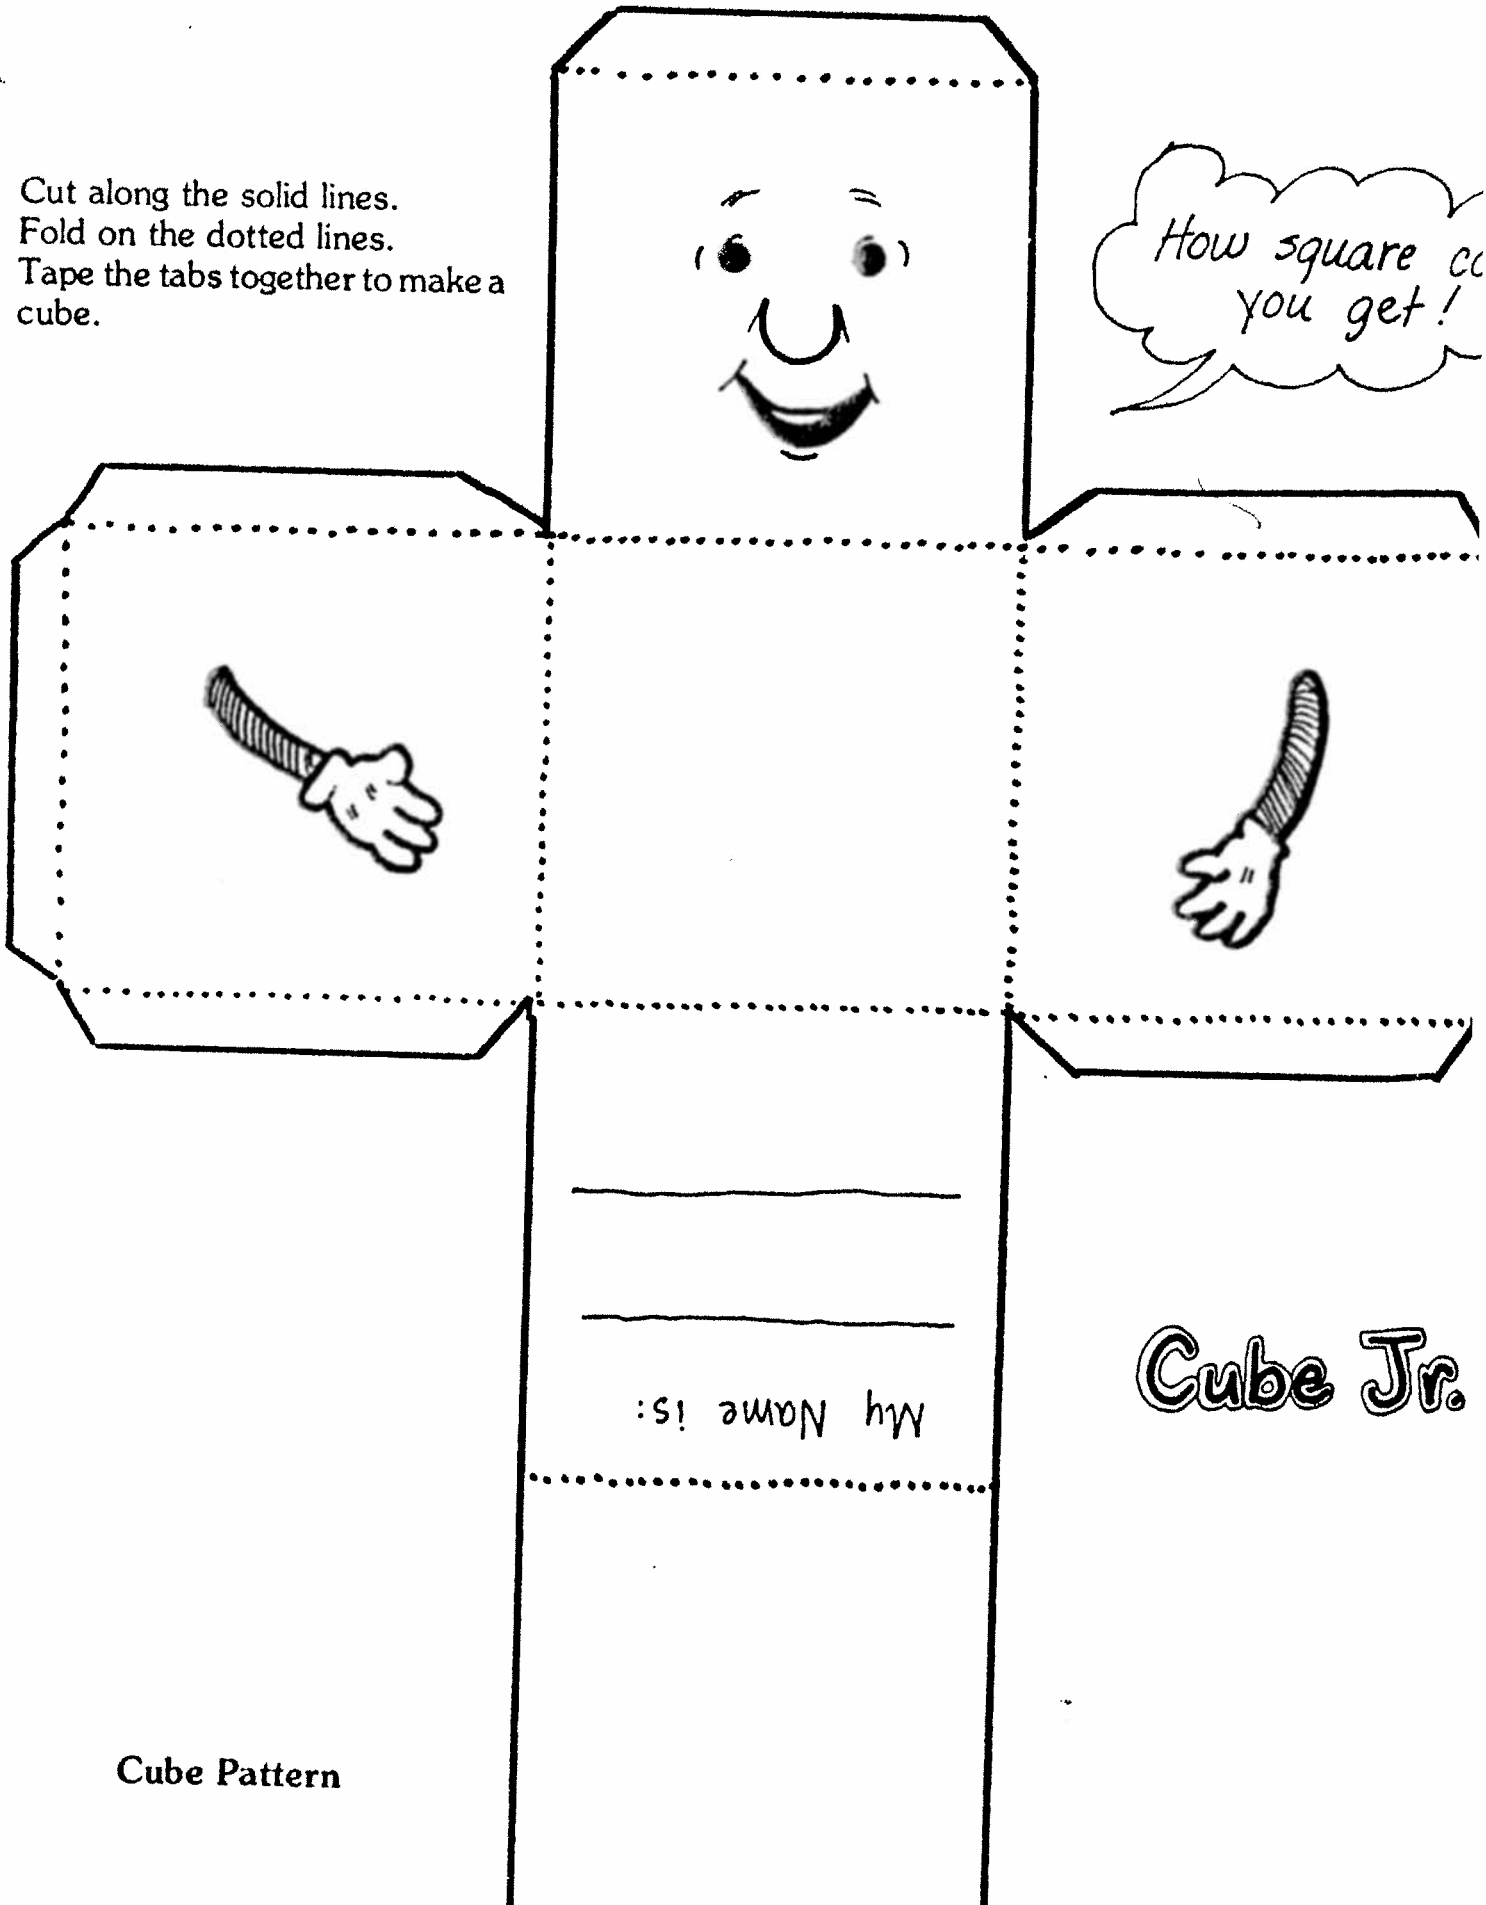 Cut along the solid lines.
Fold on the dotted lines.
Tape the tabs together to make a
cube.
How square
you get!
My Name is:
Cube Jr.
Cube Pattern